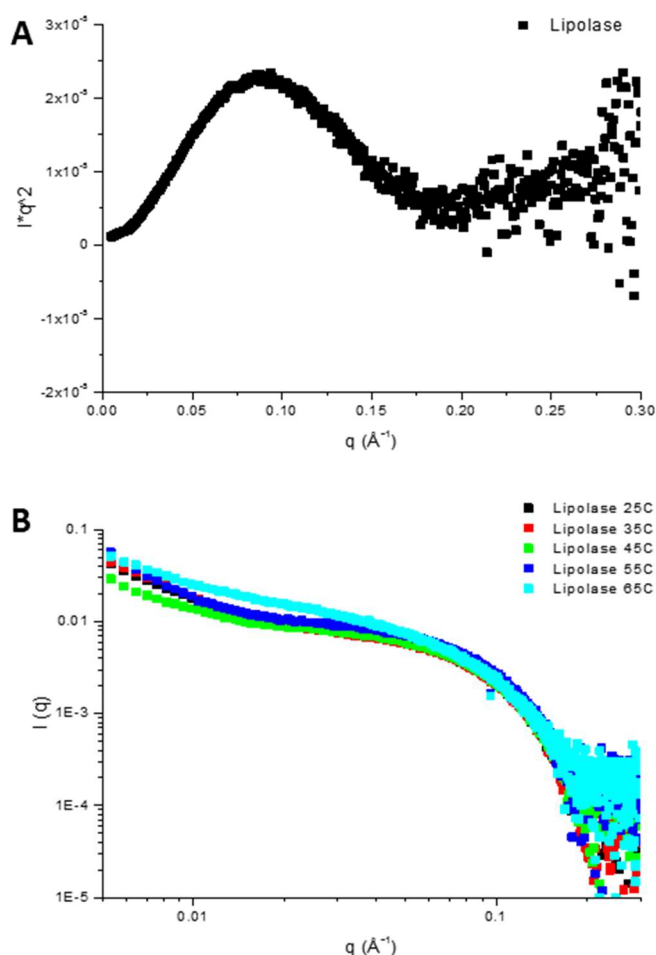 A
Lipolase
3x10⁻⁵
2x10⁻⁵
1x10⁻⁵
0
-1x10⁻⁵
-2x10⁻⁵
I*q^2
0.00 0.05 0.10 0.15 0.20 0.25 0.30
q (Å⁻¹)
B
Lipolase 25C
Lipolase 35C
Lipolase 45C
Lipolase 55C
Lipolase 65C
0.1
0.01
1E-3
1E-4
1E-5
I (q)
0.01 0.1
q (Å⁻¹)